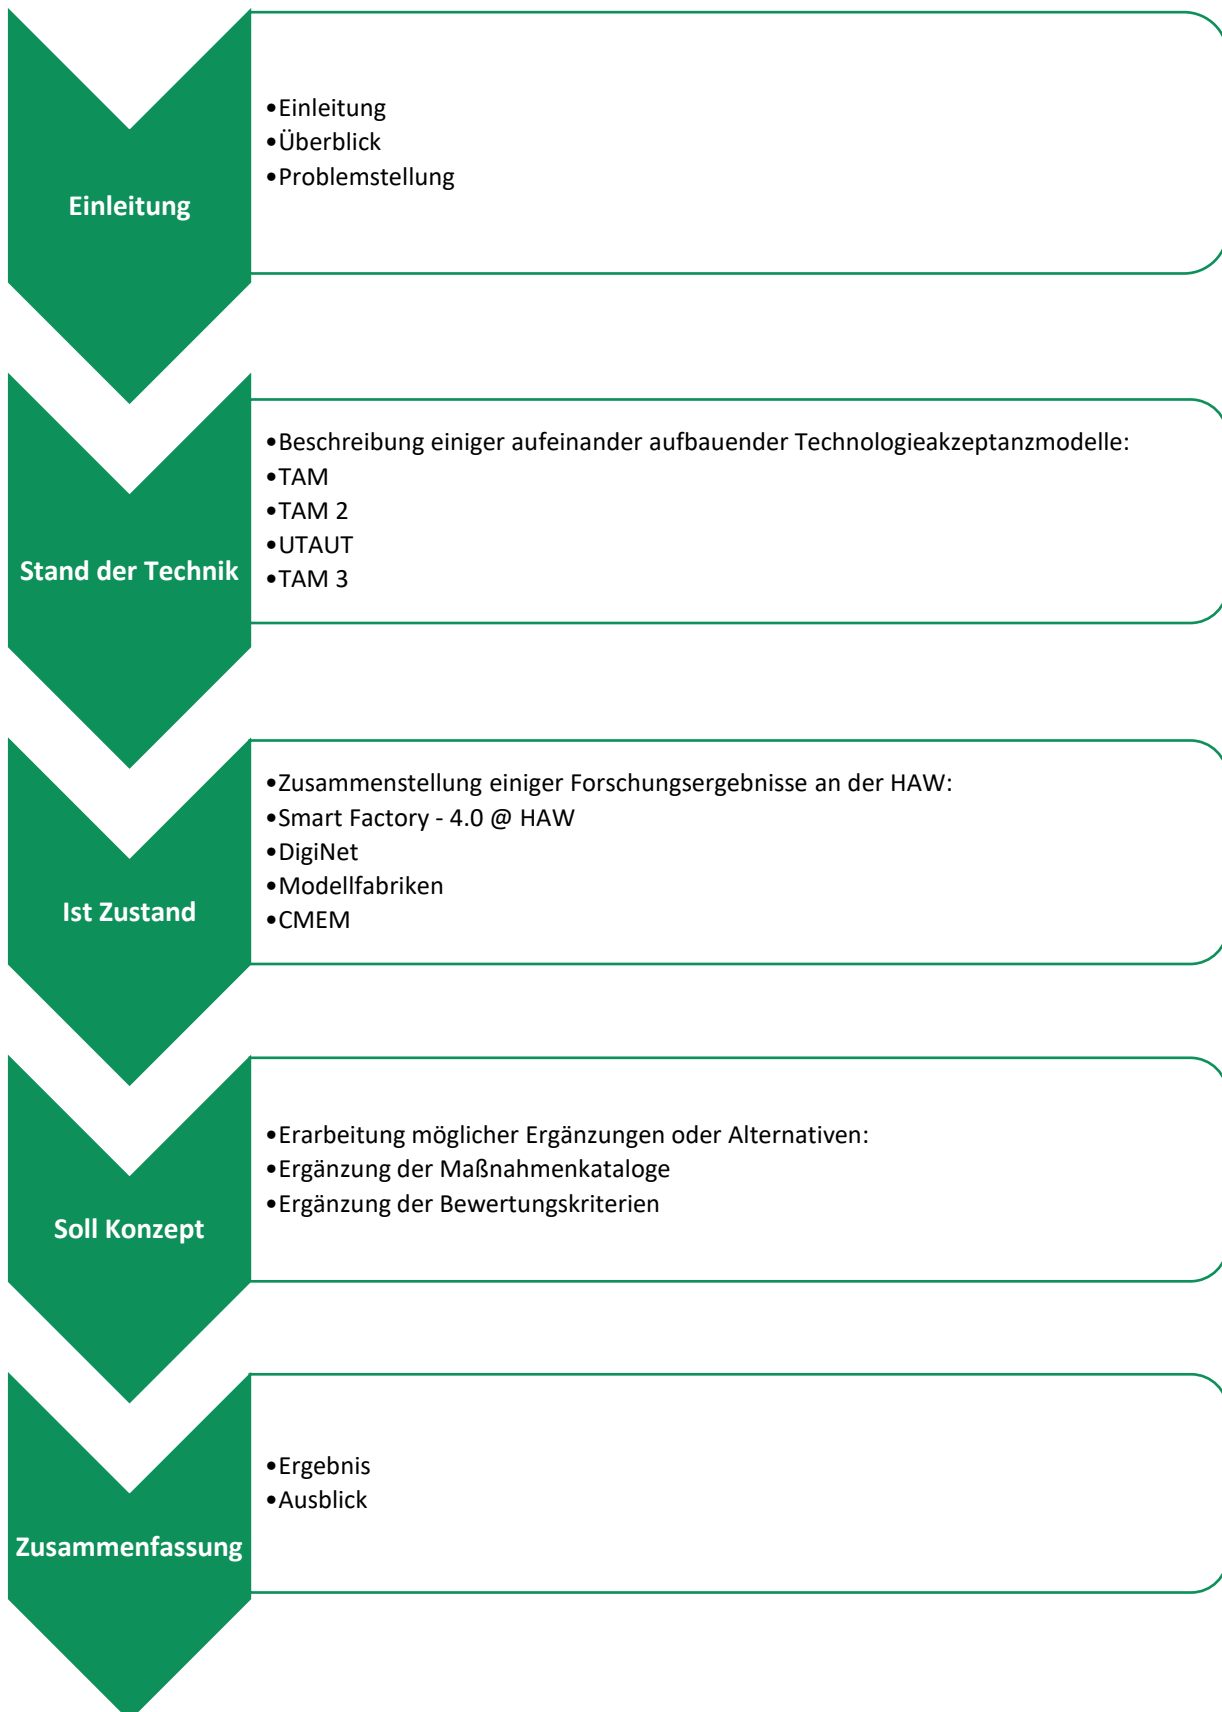 Einleitung
•Einleitung
•Überblick
•Problemstellung
Stand der Technik
•Beschreibung einiger aufeinander aufbauender Technologieakzeptanzmodelle:
•TAM
•TAM 2
•UTAUT
•TAM 3
Ist Zustand
•Zusammenstellung einiger Forschungsergebnisse an der HAW:
•Smart Factory - 4.0 @ HAW
•DigiNet
•Modellfabriken
•CMEM
Soll Konzept
•Erarbeitung möglicher Ergänzungen oder Alternativen:
•Ergänzung der Maßnahmenkataloge
•Ergänzung der Bewertungskriterien
Zusammenfassung
•Ergebnis
•Ausblick